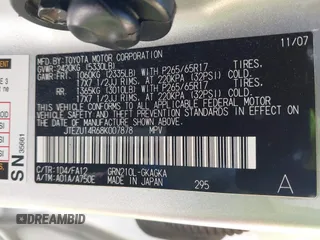 MFD. BY: TOYOTA MOTOR CORPORATION 11/07
GVWR: 2420KG (5330LB)
GAWR: FR: 1060KG (2335LB) WITH P265/65R17
17X7 1/2JJ RIMS, AT 220KPA (32PSI) COLD
RR: 1365KG (3010LB) WITH P265/65R17
17X7 1/2JJ RIMS, AT 220KPA (32PSI) COLD
THIS VEHICLE CONFORMS TO ALL APPLICABLE
FEDERAL MOTOR VEHICLE SAFETY AND THEFT
PREVENTION STANDARDS IN EFFECT ON THE DATE
OF MANUFACTURE SHOWN ABOVE.
JTEZU14R68K007878 MPV
C/TR: 1D4/FA12 GRN210L-GKAGKA
A/TM: A01A/A750E MADE IN JAPAN 295 A
SN 35661
DREAMBID